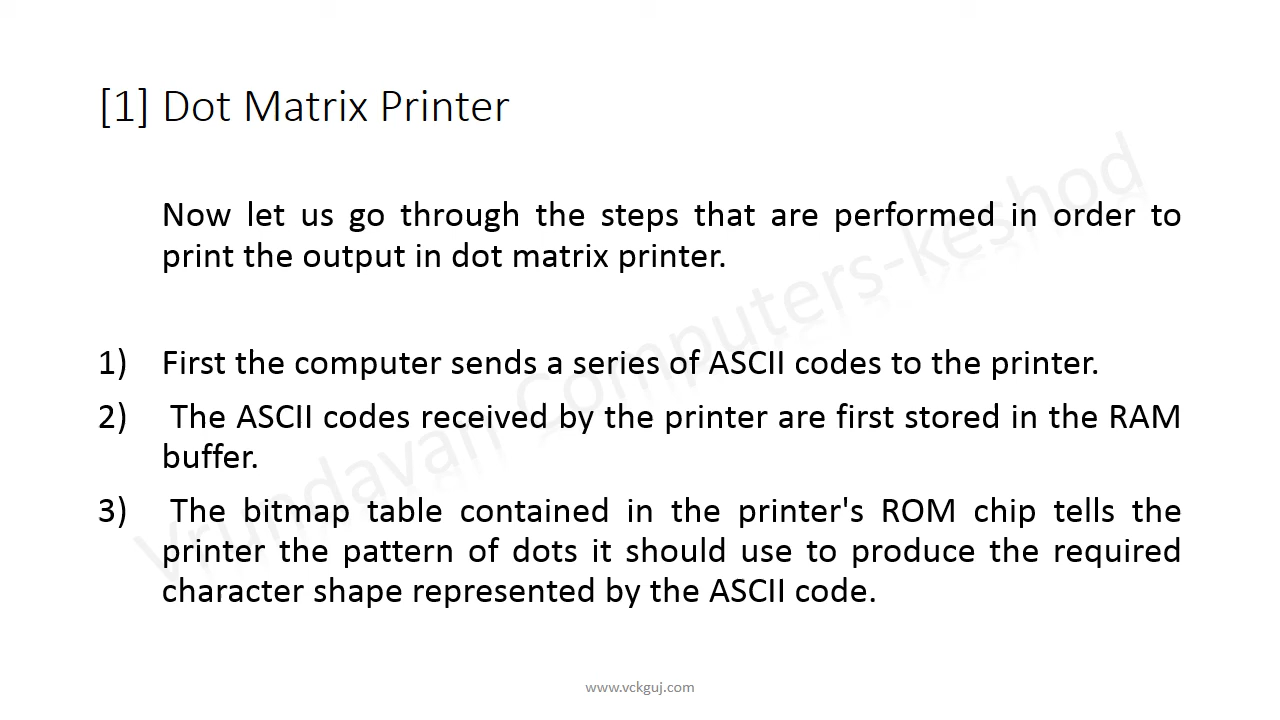 [1] Dot Matrix Printer
Now let us go through the steps that are performed in order to
print the output in dot matrix printer.
1) First the computer sends a series of ASCII codes to the printer.
2) The ASCII codes received by the printer are first stored in the RAM
buffer.
3) The bitmap table contained in the printer's ROM chip tells the
printer the pattern of dots it should use to produce the required
character shape represented by the ASCII code.
Vrundavan Computers-keshod
www.vckguj.com